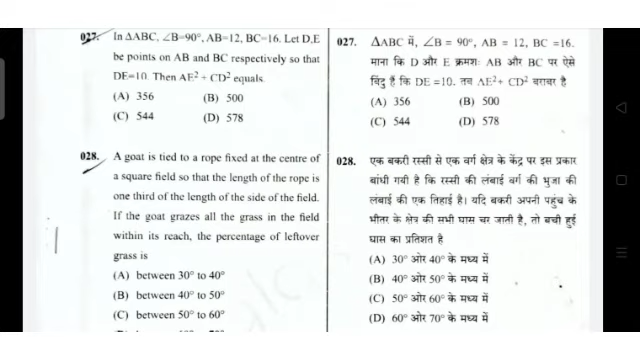 027. In ΔABC, ∠B=90°, AB=12, BC=16. Let D,E
be points on AB and BC respectively so that
DE=10. Then AE² + CD² equals
(A) 356 (B) 500
(C) 544 (D) 578
028. A goat is tied to a rope fixed at the centre of
a square field so that the length of the rope is
one third of the length of the side of the field.
If the goat grazes all the grass in the field
within its reach, the percentage of leftover
grass is
(A) between 30° to 40°
(B) between 40° to 50°
(C) between 50° to 60°
027. ΔABC में, ∠B = 90°, AB = 12, BC =16.
माना कि D और E क्रमशः AB और BC पर ऐसे
बिंदु हैं कि DE =10. तब AE²+ CD² बराबर है
(A) 356 (B) 500
(C) 544 (D) 578
028. एक बकरी रस्सी से एक वर्ग क्षेत्र के केंद्र पर इस प्रकार
बांधी गयी है कि रस्सी की लंबाई वर्ग की भुजा की
लंबाई की एक तिहाई है। यदि बकरी अपनी पहुंच के
भीतर के क्षेत्र की सभी घास चर जाती है, तो बची हुई
घास का प्रतिशत है
(A) 30° ओर 40° के मध्य में
(B) 40° ओर 50° के मध्य में
(C) 50° ओर 60° के मध्य में
(D) 60° ओर 70° के मध्य में